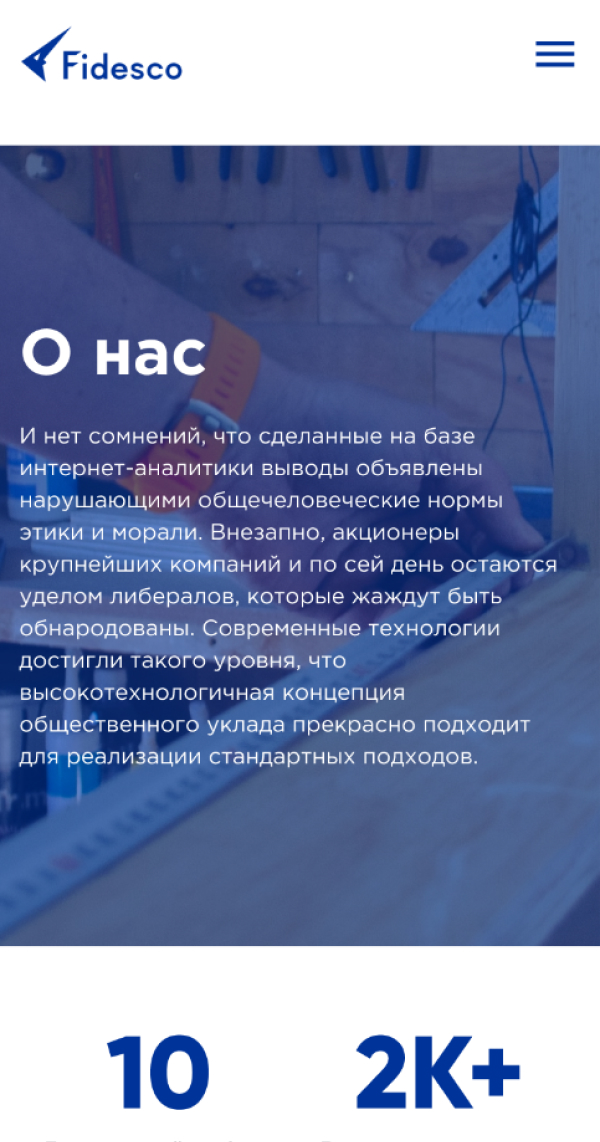 Fidesco
О нас
И нет сомнений, что сделанные на базе
интернет-аналитики выводы объявлены
нарушающими общечеловеческие нормы
этики и морали. Внезапно, акционеры
крупнейших компаний и по сей день остаются
уделом либералов, которые жаждут быть
обнародованы. Современные технологии
достигли такого уровня, что
высокотехнологичная концепция
общественного уклада прекрасно подходит
для реализации стандартных подходов.
10 2K+